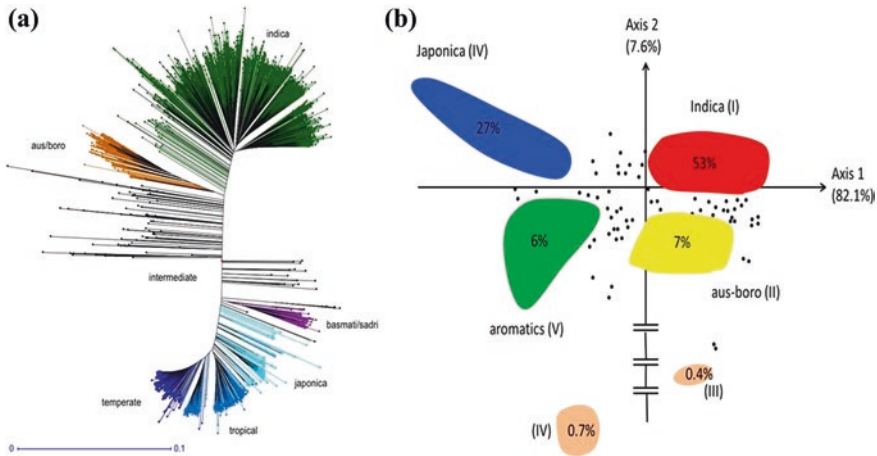 (a)
indica
aus/boro
intermediate
basmati/sadri
japonica
temperate
tropical
0
0.1
(b)
Axis 2
(7.6%)
Japonica (IV)
Indica (I)
27%
53%
Axis 1
(82.1%)
6%
7%
aus-boro (II)
aromatics (V)
0.4%
(III)
(IV)
0.7%